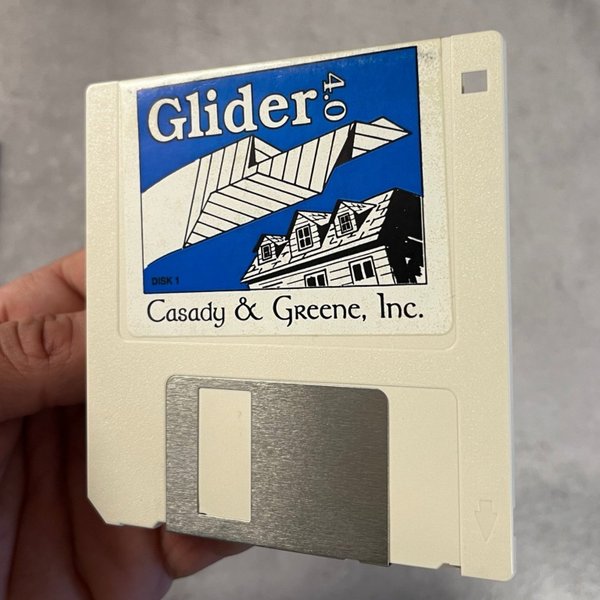 Glider 4.0
DISK 1
Casady & Greene, Inc.